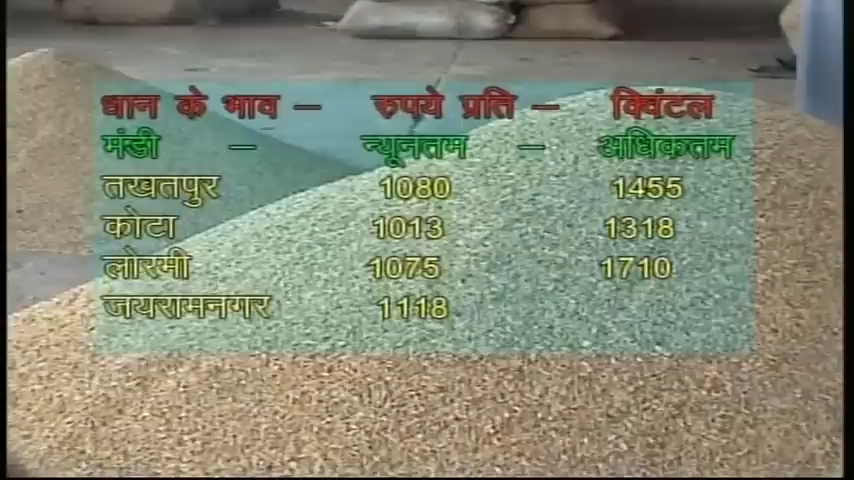 धान के भाव – रुपये प्रति – क्विंटल
मंडी – न्यूनतम – अधिकतम
तखतपुर 1080 1455
कोटा 1013 1318
लोरमी 1075 1710
जयरामनगर 1118